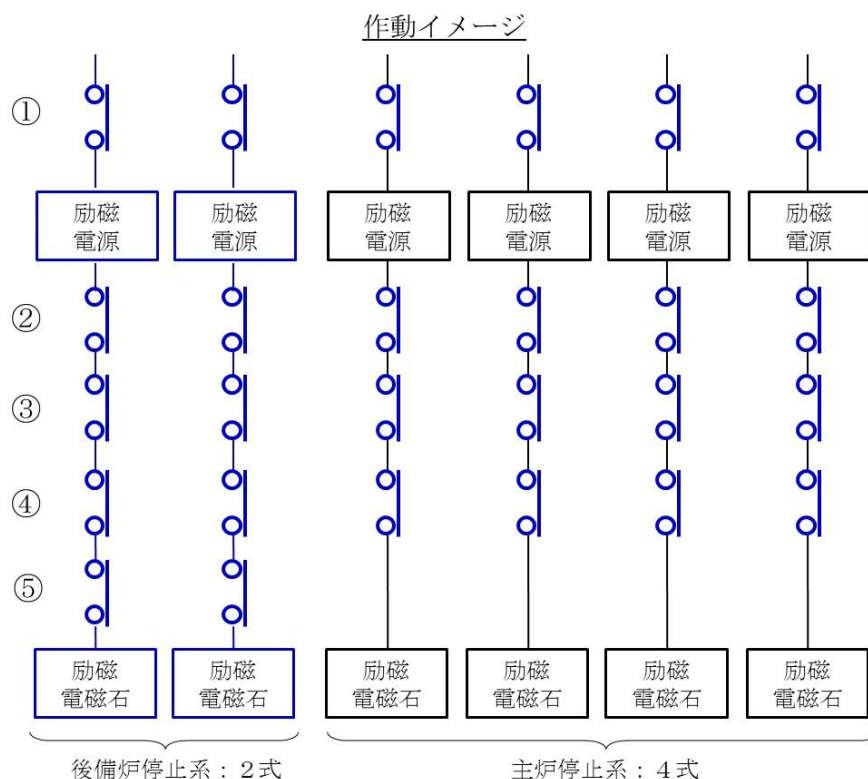 作動イメージ
①
励磁
電源
励磁
電源
励磁
電源
励磁
電源
励磁
電源
励磁
電源
②
③
④
⑤
励磁
電磁石
励磁
電磁石
励磁
電磁石
励磁
電磁石
励磁
電磁石
励磁
電磁石
後備炉停止系：２式
主炉停止系：４式